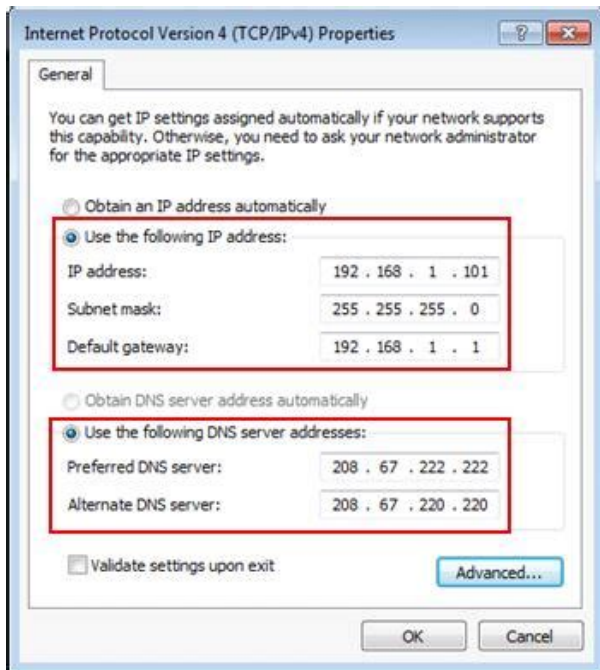 Internet Protocol Version 4 (TCP/IPv4) Properties
General
You can get IP settings assigned automatically if your network supports
this capability. Otherwise, you need to ask your network administrator
for the appropriate IP settings.
Obtain an IP address automatically
Use the following IP address:
IP address: 192 . 168 . 1 . 101
Subnet mask: 255 . 255 . 255 . 0
Default gateway: 192 . 168 . 1 . 1
Obtain DNS server address automatically
Use the following DNS server addresses:
Preferred DNS server: 208 . 67 . 222 . 222
Alternate DNS server: 208 . 67 . 220 . 220
Validate settings upon exit
Advanced...
OK Cancel